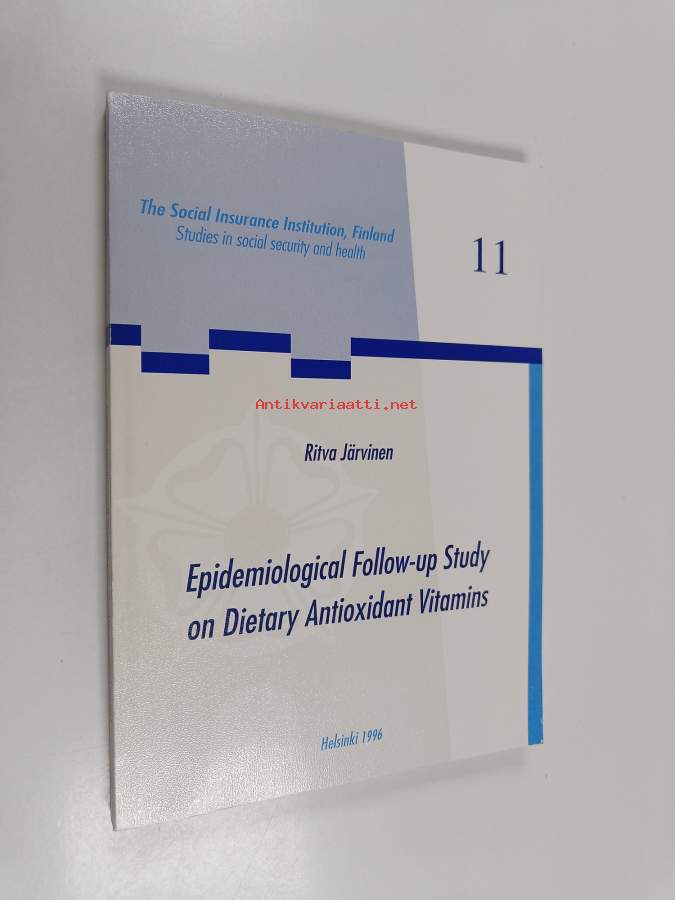 The Social Insurance Institution, Finland
Studies in social security and health
11
Antikvariaatti.net
Ritva Järvinen
Epidemiological Follow-up Study
on Dietary Antioxidant Vitamins
Helsinki 1996